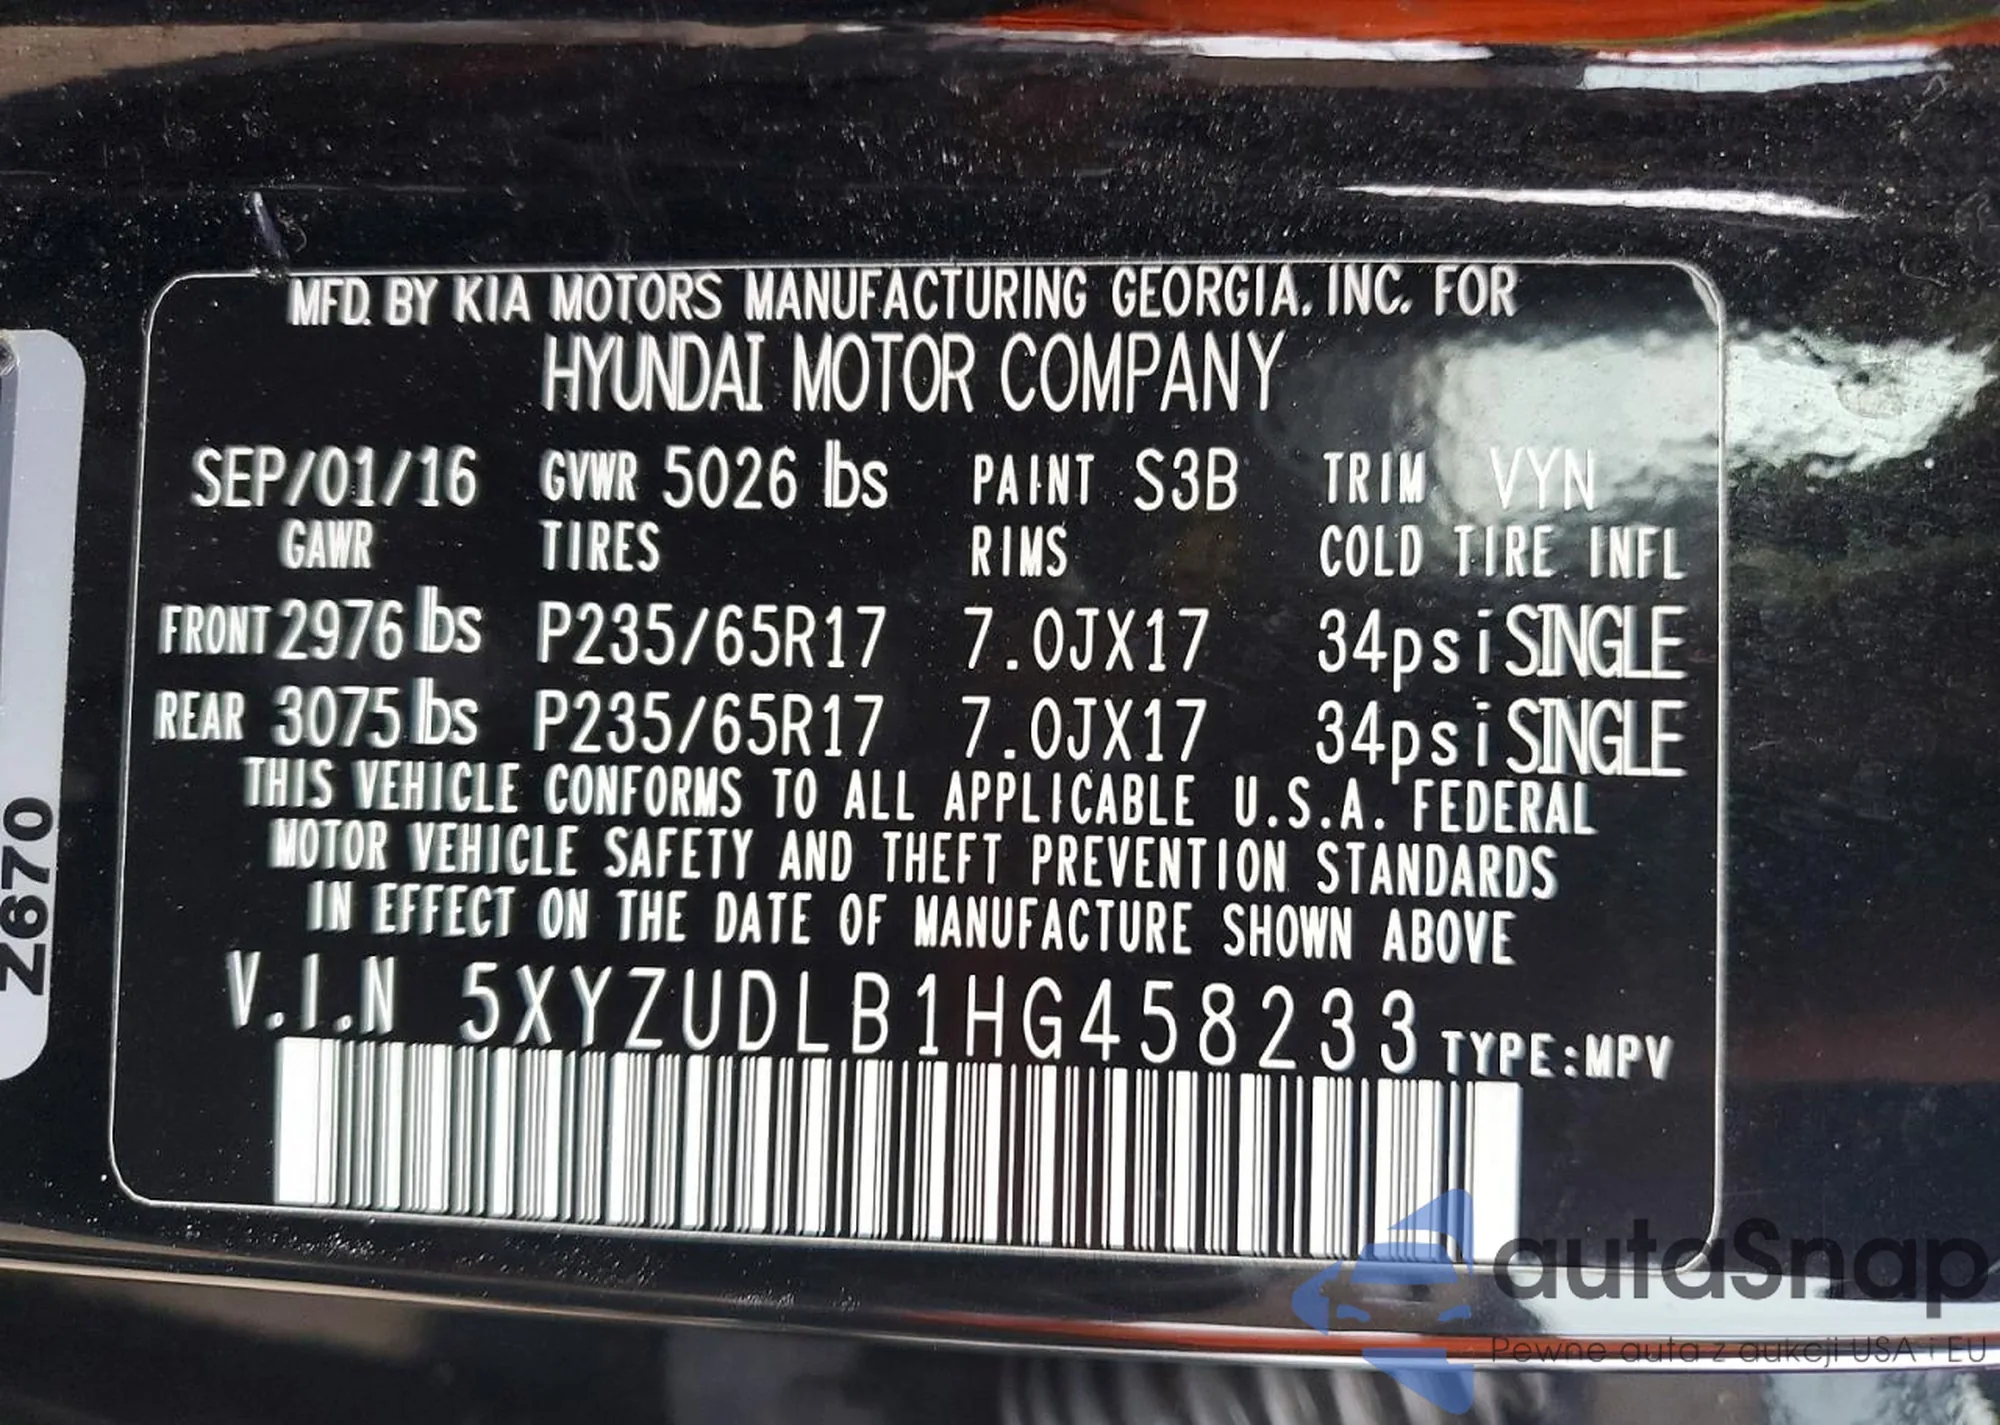 MFD. BY KIA MOTORS MANUFACTURING GEORGIA, INC. FOR
HYUNDAI MOTOR COMPANY
SEP/01/16 GVWR 5026 lbs PAINT S3B TRIM VYN
GAWR TIRES RIMS COLD TIRE INFL
FRONT 2976 lbs P235/65R17 7.0JX17 34psi SINGLE
REAR 3075 lbs P235/65R17 7.0JX17 34psi SINGLE
THIS VEHICLE CONFORMS TO ALL APPLICABLE U.S.A. FEDERAL
MOTOR VEHICLE SAFETY AND THEFT PREVENTION STANDARDS
IN EFFECT ON THE DATE OF MANUFACTURE SHOWN ABOVE
V.I.N 5XYZUDLB1HG458233 TYPE:MPV
Z670
autaSnap
Pewne auta z aukcji USA i EU